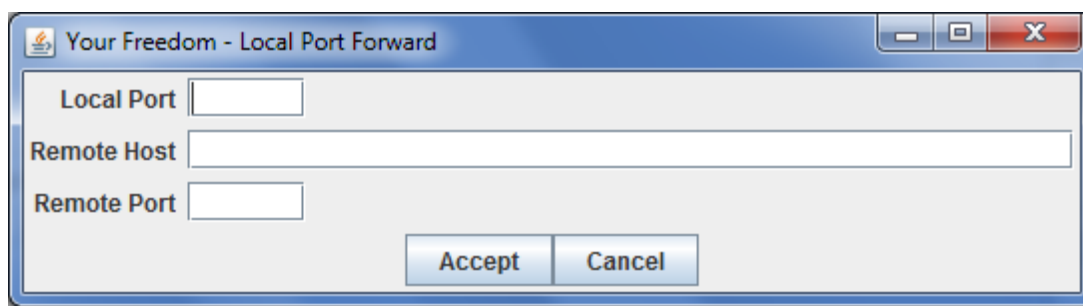 Your Freedom - Local Port Forward
Local Port
Remote Host
Remote Port
Accept Cancel